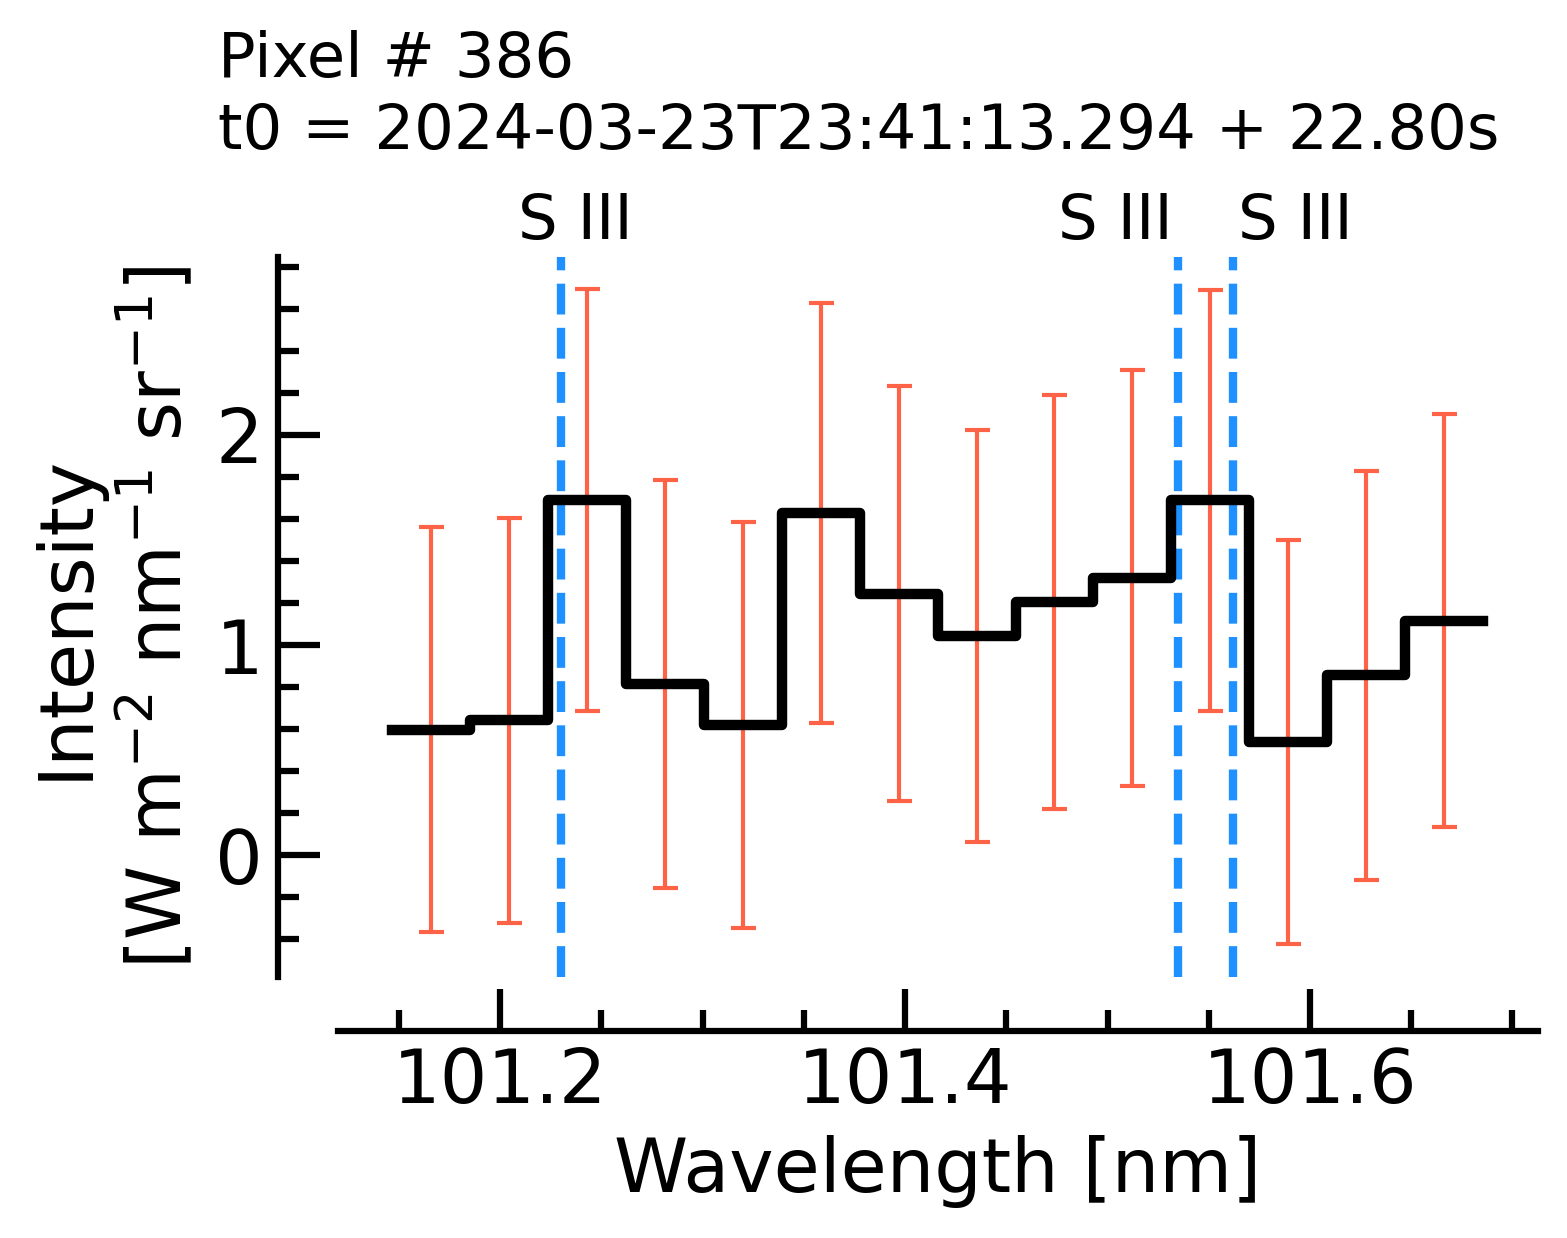 Pixel # 386
t0 = 2024-03-23T23:41:13.294 + 22.80s
S III S III S III
Intensity
[W m⁻² nm⁻¹ sr⁻¹]
2
1
0
101.2 101.4 101.6
Wavelength [nm]